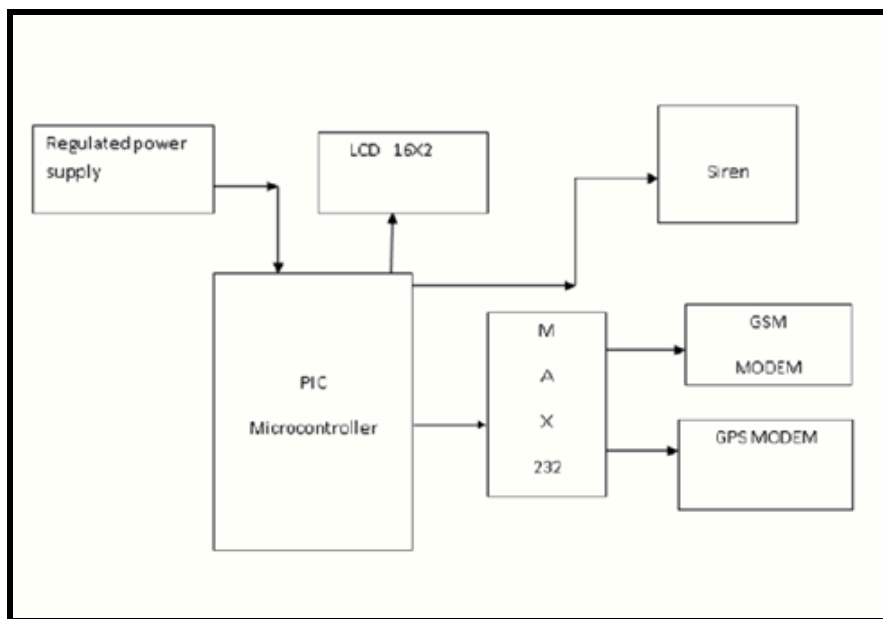 Regulated power
supply
LCD 16X2
Siren
PIC
Microcontroller
M
A
X
232
GSM
MODEM
GPS MODEM